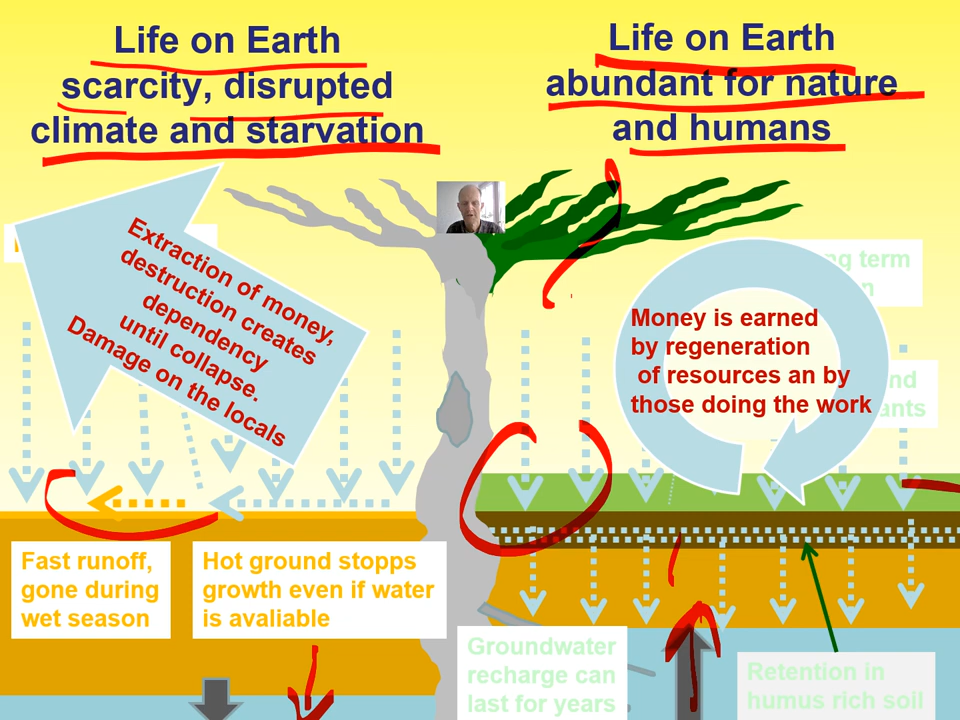 Life on Earth
scarcity, disrupted
climate and starvation
Life on Earth
abundant for nature
and humans
Extraction of money,
destruction creates
dependency
until collapse.
Damage on the locals
term
Money is earned
by regeneration
of resources an by
those doing the work
Fast runoff,
gone during
wet season
Hot ground stopps
growth even if water
is avaliable
Groundwater
recharge can
last for years
Retention in
humus rich soil